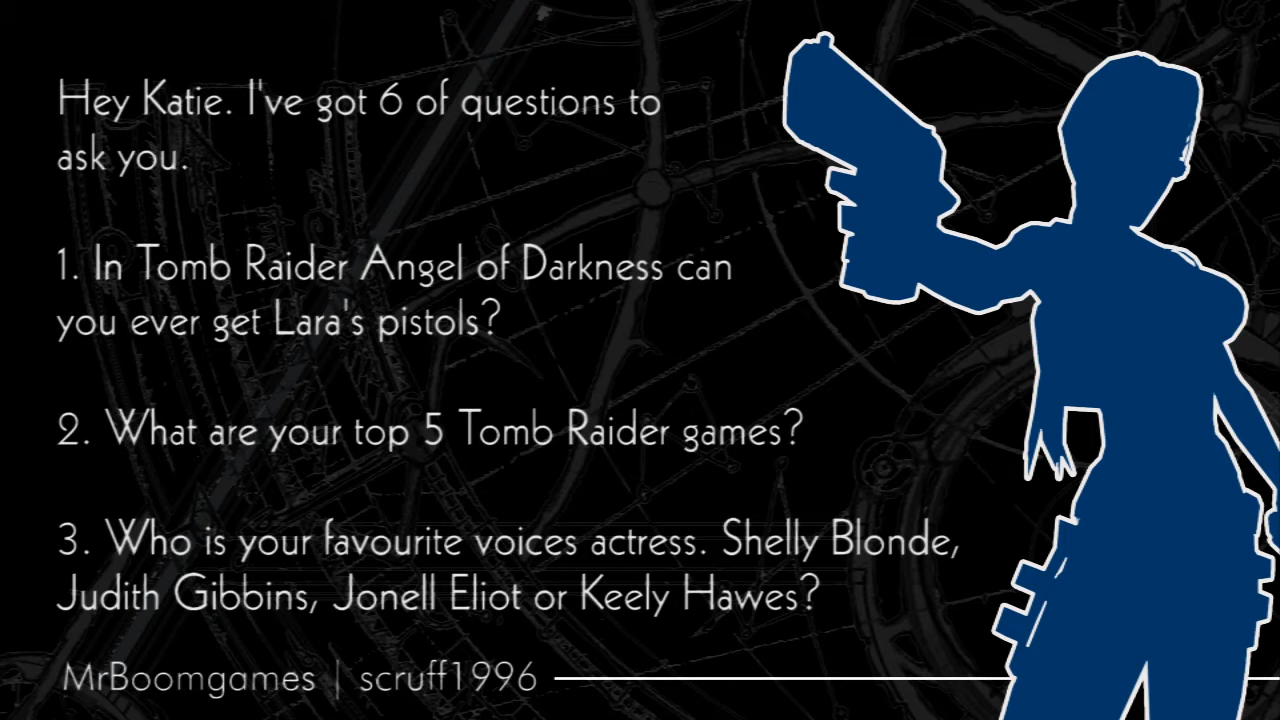 Hey Katie. I've got 6 of questions to
ask you.
1. In Tomb Raider Angel of Darkness can
you ever get Lara's pistols?
2. What are your top 5 Tomb Raider games?
3. Who is your favourite voices actress. Shelly Blonde,
Judith Gibbins, Jonell Eliot or Keely Hawes?
MrBoomgames | scruff1996